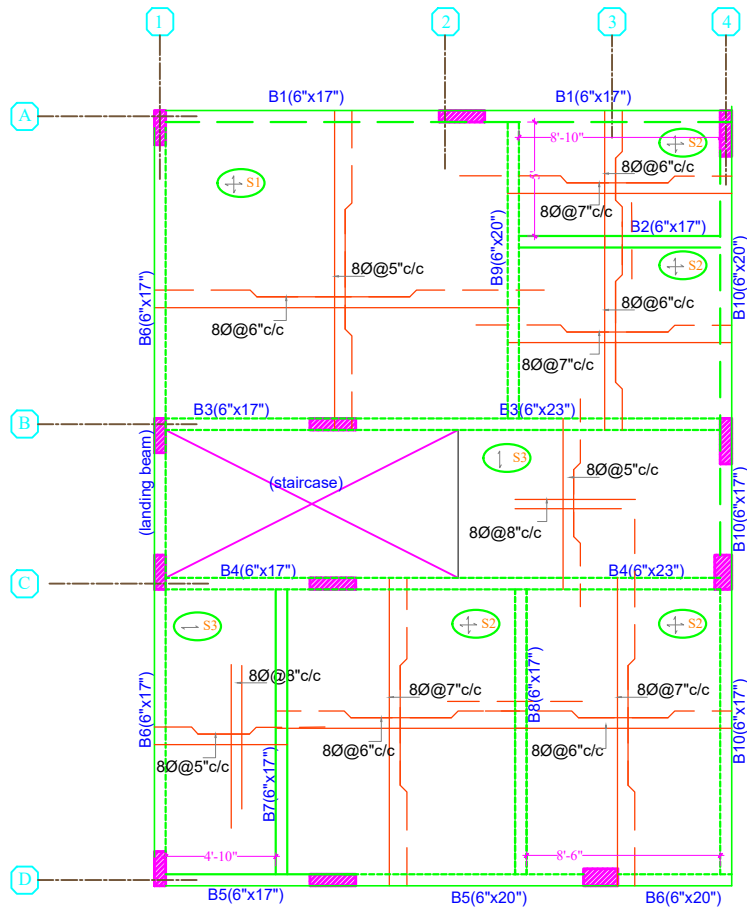 1 2 3 4
B1(6"x17") B1(6"x17")
A
8'-10"
S2
5'
8Ø@6"c/c
S1
8Ø@7"c/c
B2(6"x17")
B9(6"x20")
S2
B10(6"x20")
8Ø@5"c/c
B6(6"x17")
8Ø@6"c/c
8Ø@6"c/c
8Ø@7"c/c
B3(6"x17") B3(6"x23")
B
(landing beam)
S3
8Ø@5"c/c
(staircase)
B10(6"x17")
8Ø@8"c/c
B4(6"x17") B4(6"x23")
C
S3 S2 S2
8Ø@8"c/c 8Ø@7"c/c 8Ø@7"c/c
B6(6"x17")
B8(6"x17")
B10(6"x17")
8Ø@6"c/c 8Ø@6"c/c
8Ø@5"c/c
B7(6"x17")
4'-10" 8'-6"
D
B5(6"x17") B5(6"x20") B6(6"x20")